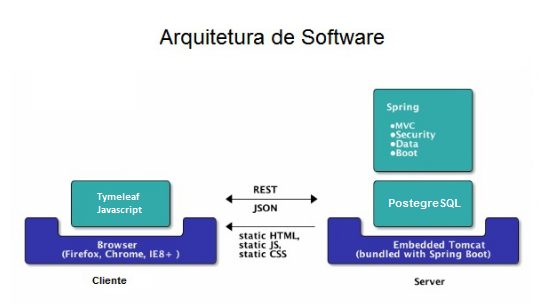 Arquitetura de Software
Spring
●MVC
●Security
●Data
●Boot
Tymeleaf
Javascript
REST
JSON
PostegreSQL
static HTML,
static JS,
static CSS
Browser
(Firefox, Chrome, IE8+ )
Embedded Tomcat
(bundled with Spring Boot)
Cliente
Server